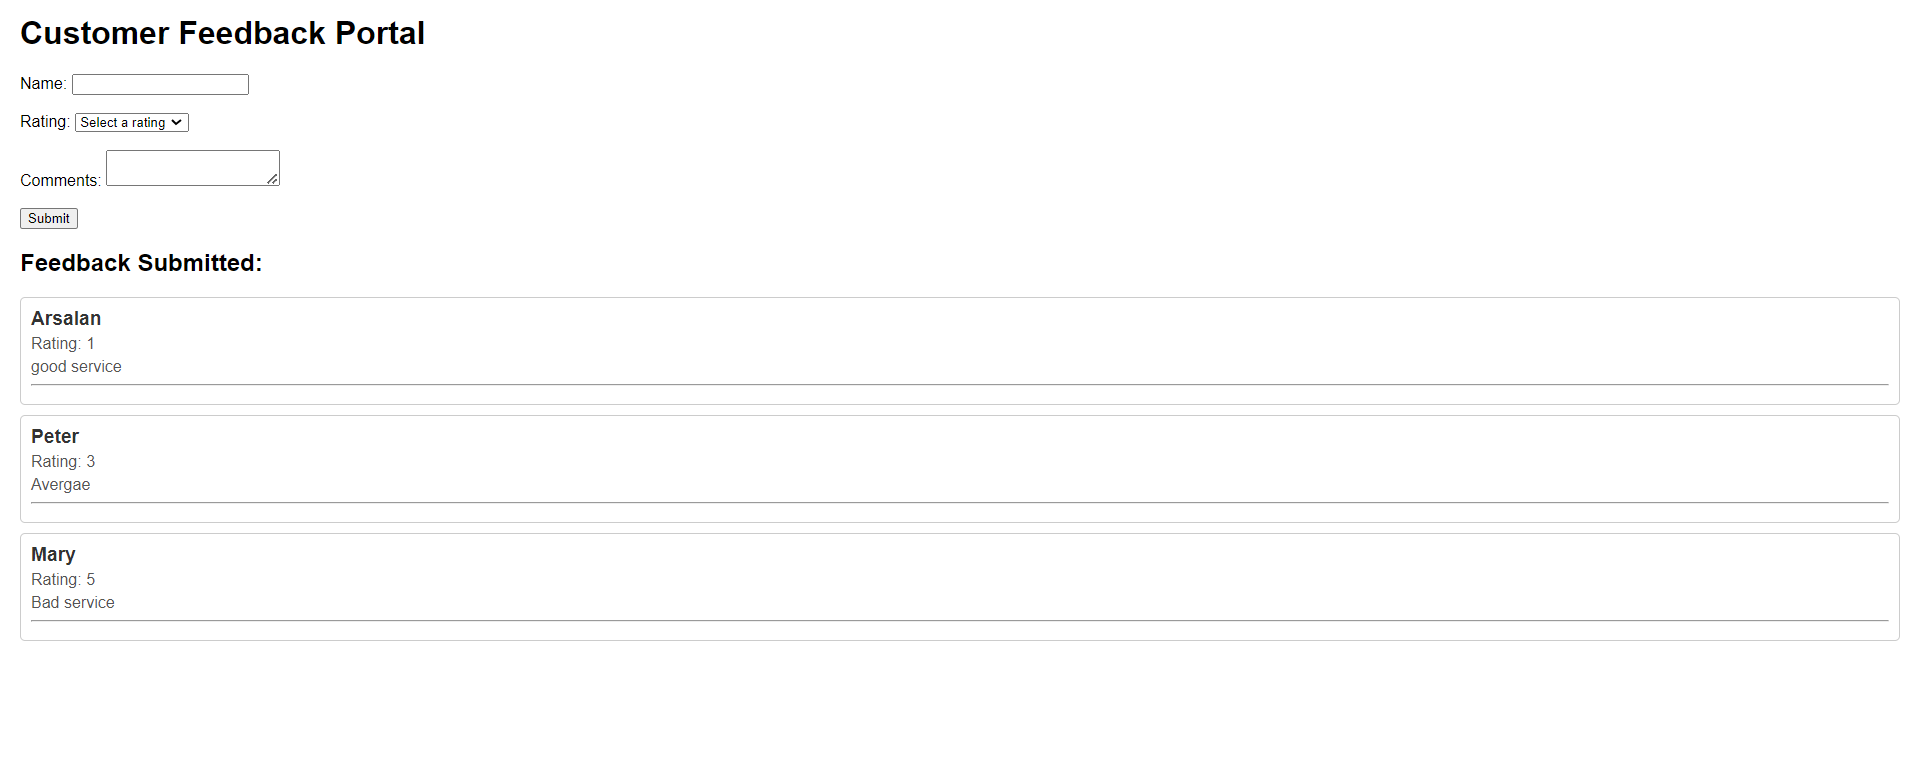 Customer Feedback Portal
Name:
Rating: Select a rating
Comments:
Submit
Feedback Submitted:
Arsalan
Rating: 1
good service
Peter
Rating: 3
Avergae
Mary
Rating: 5
Bad service